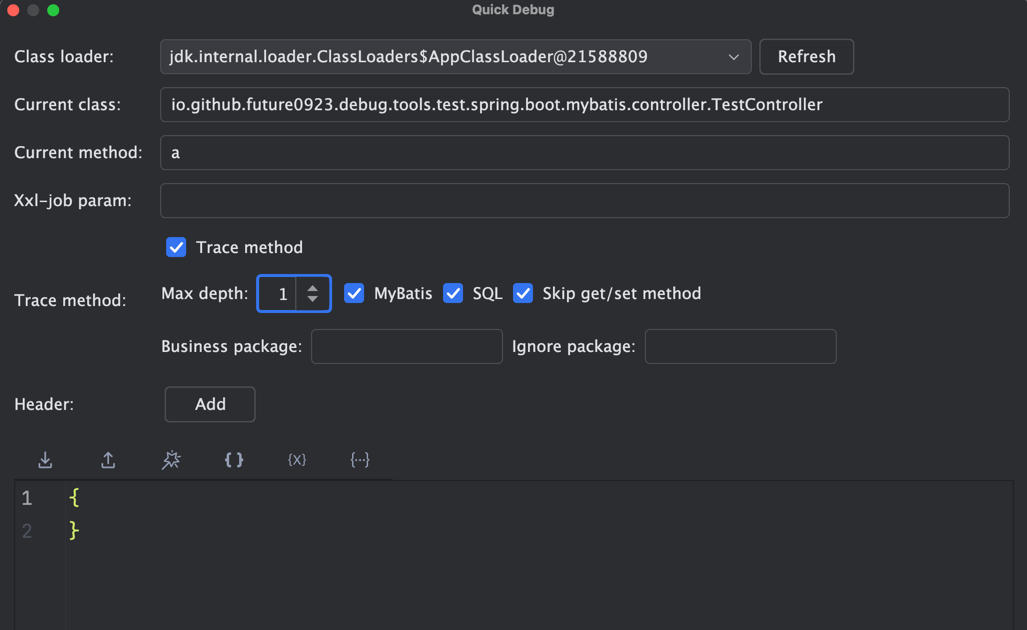 Quick Debug
Class loader: jdk.internal.loader.ClassLoaders$AppClassLoader@21588809 Refresh
Current class: io.github.future0923.debug.tools.test.spring.boot.mybatis.controller.TestController
Current method: a
Xxl-job param:
Trace method
Trace method: Max depth: 1 MyBatis SQL Skip get/set method
Business package: Ignore package:
Header: Add
{} {X} {...}
1 {
2 }